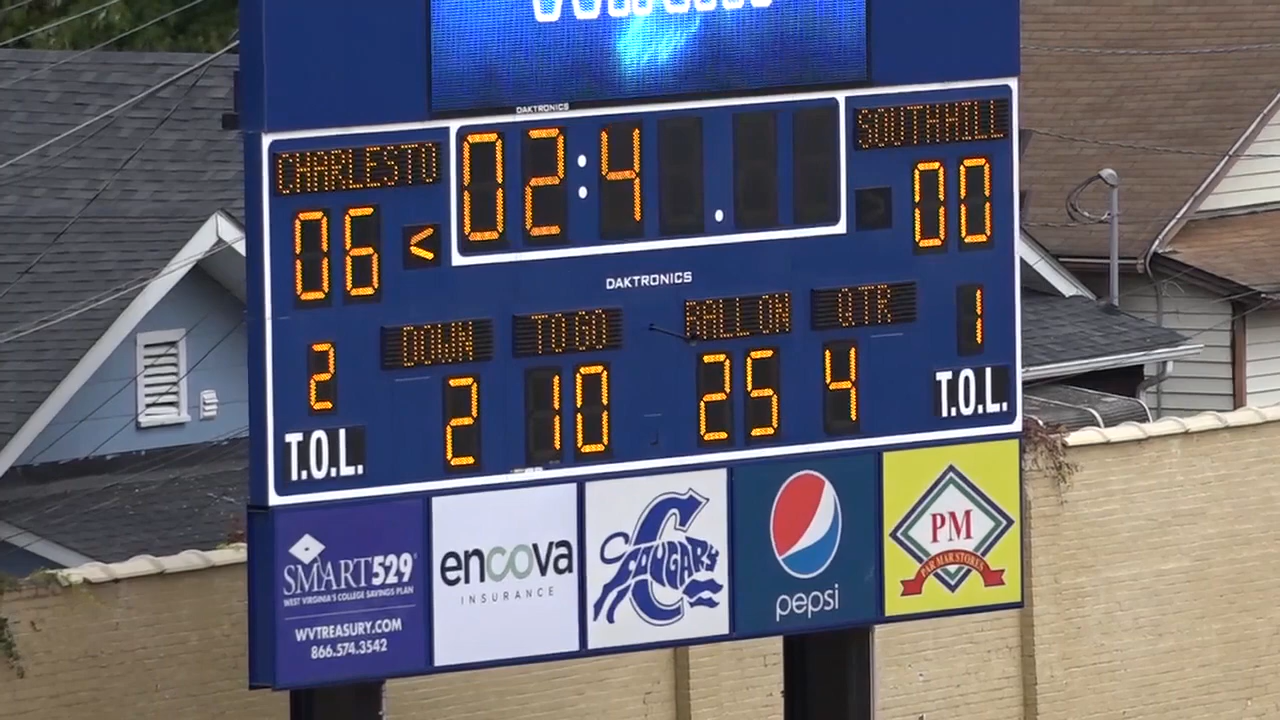 DAKTRONICS
CHARLESTO
02:4 .
SOUTHHILL
06 <
00
DAKTRONICS
DOWN
TO GO
BALL ON
QTR
1
2
2
10
25
4
T.O.L.
T.O.L.
SMART529
WEST VIRGINIA'S COLLEGE SAVINGS PLAN
WVTREASURY.COM
866.574.3542
encova
INSURANCE
C
COUGARS
pepsi
PM
PAR MAR STORES